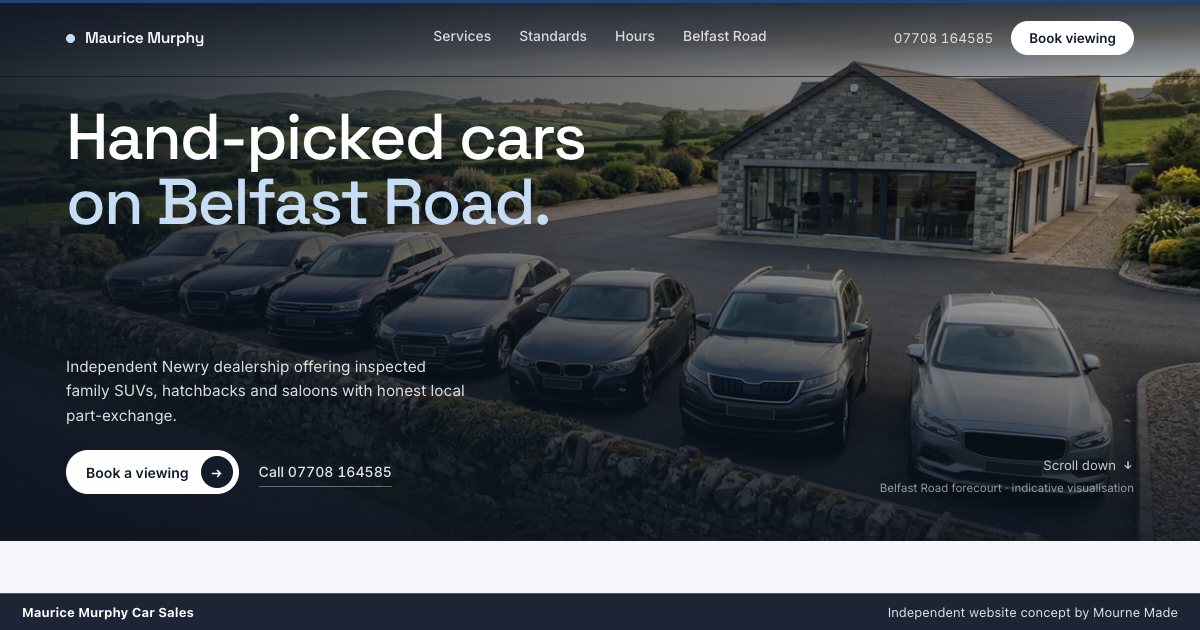 Maurice Murphy
Services Standards Hours Belfast Road
07708 164585
Book viewing
Hand-picked cars
on Belfast Road.
Independent Newry dealership offering inspected
family SUVs, hatchbacks and saloons with honest local
part-exchange.
Book a viewing →
Call 07708 164585
Scroll down ↓
Belfast Road forecourt · indicative visualisation
Maurice Murphy Car Sales
Independent website concept by Mourne Made